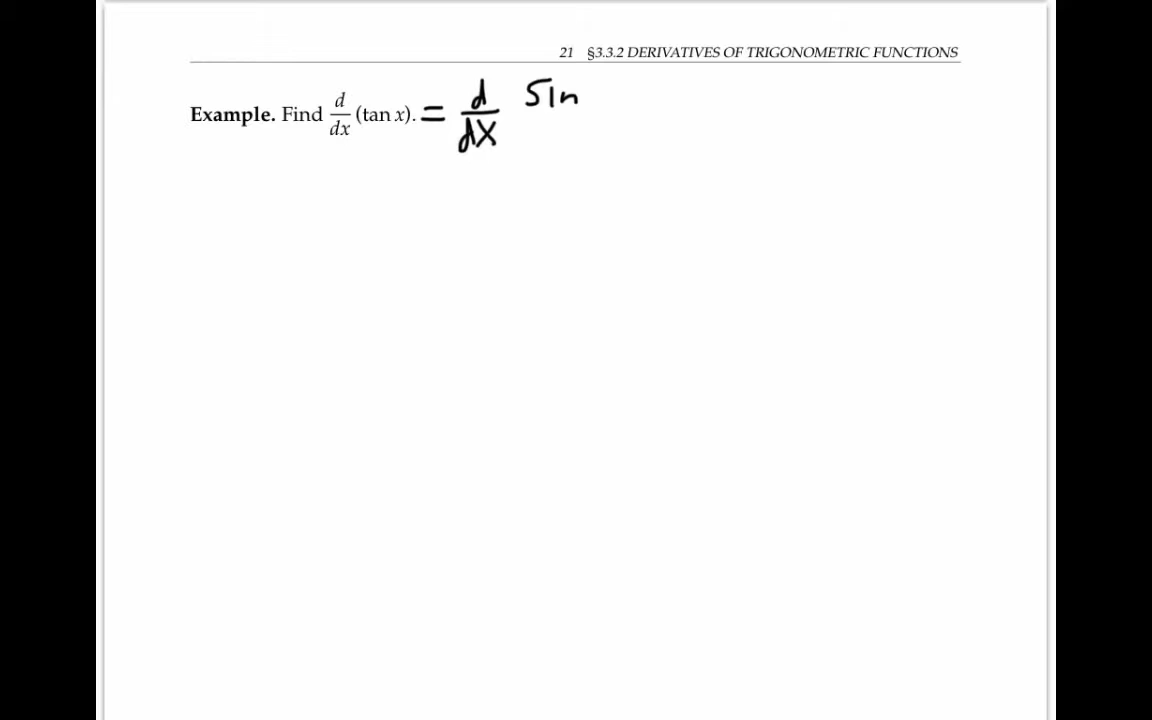 21 §3.3.2 DERIVATIVES OF TRIGONOMETRIC FUNCTIONS
Example. Find d/dx (tan x). = d/dx sin